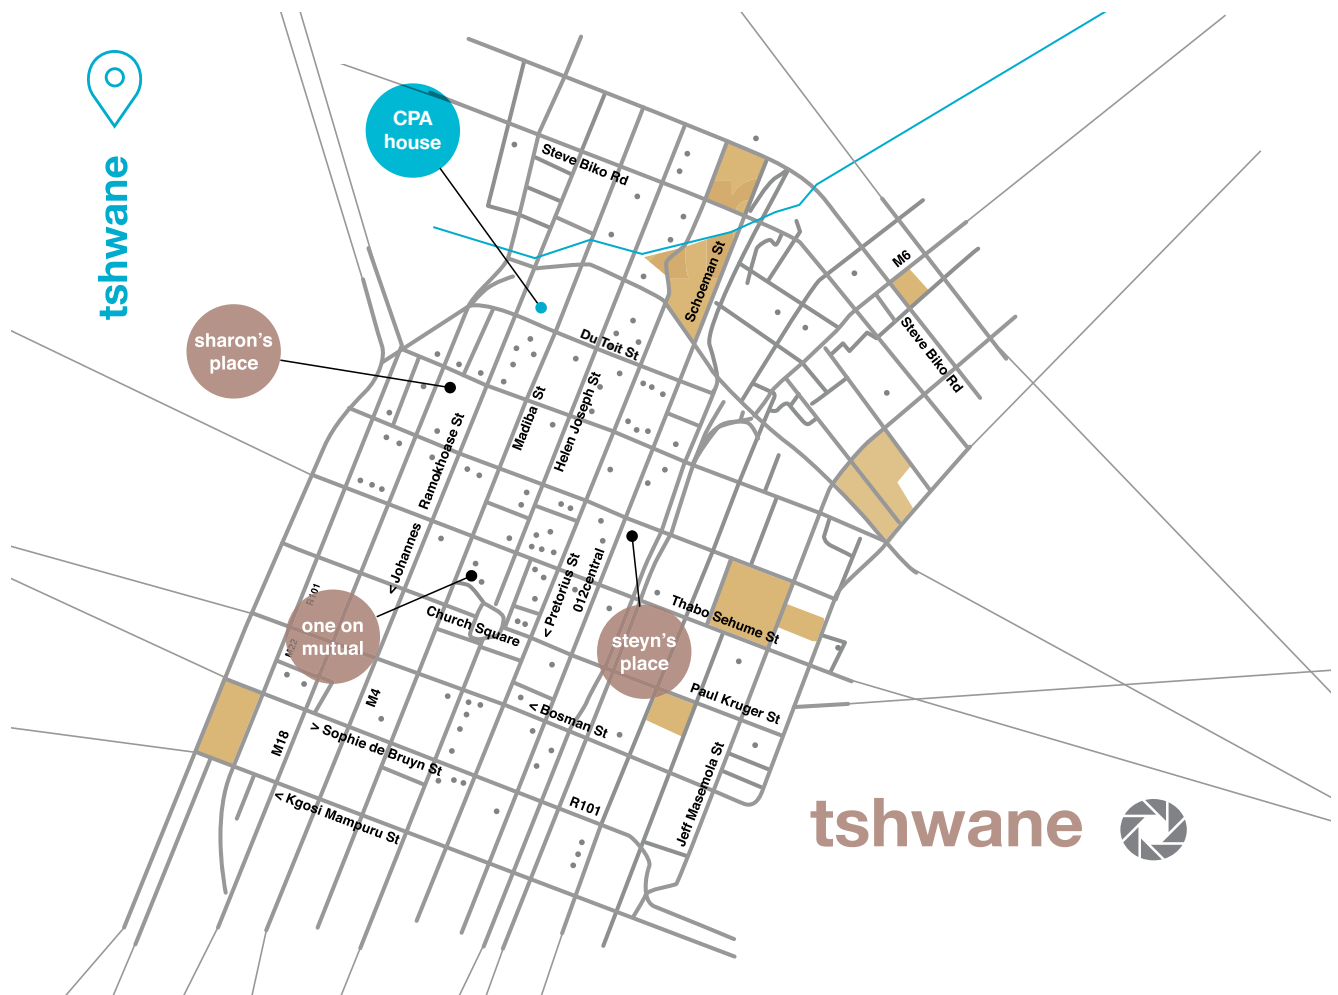 CPA
house
tshwane
Steve Biko Rd
M6
Schoeman St
sharon's
place
Du Toit St
Steve Biko Rd
Madiba St
Helen Joseph St
Ramokhoase St
< Johannes
< Pretorius St
012central
R101
Thabo Sehume St
Church Square
one on
mutual
steyn's
place
M4
Paul Kruger St
< Bosman St
M18
> Sophie de Bruyn St
Jeff Masemola St
R101
< Kgosi Mampuru St
tshwane